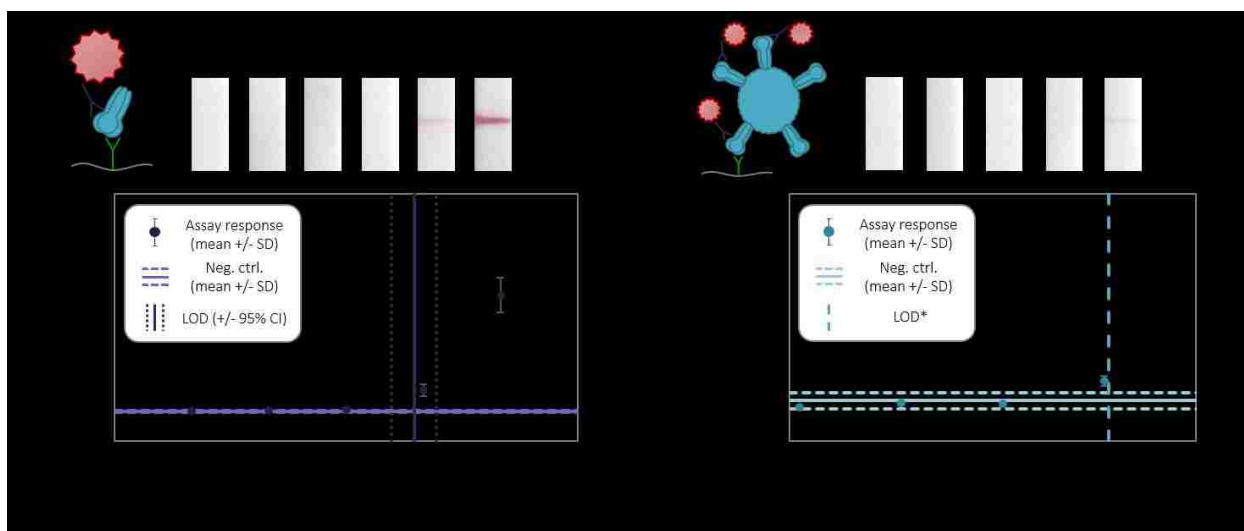 Assay response
(mean +/- SD)
Neg. ctrl.
(mean +/- SD)
LOD (+/- 95% CI)
Assay response
(mean +/- SD)
Neg. ctrl.
(mean +/- SD)
LOD*